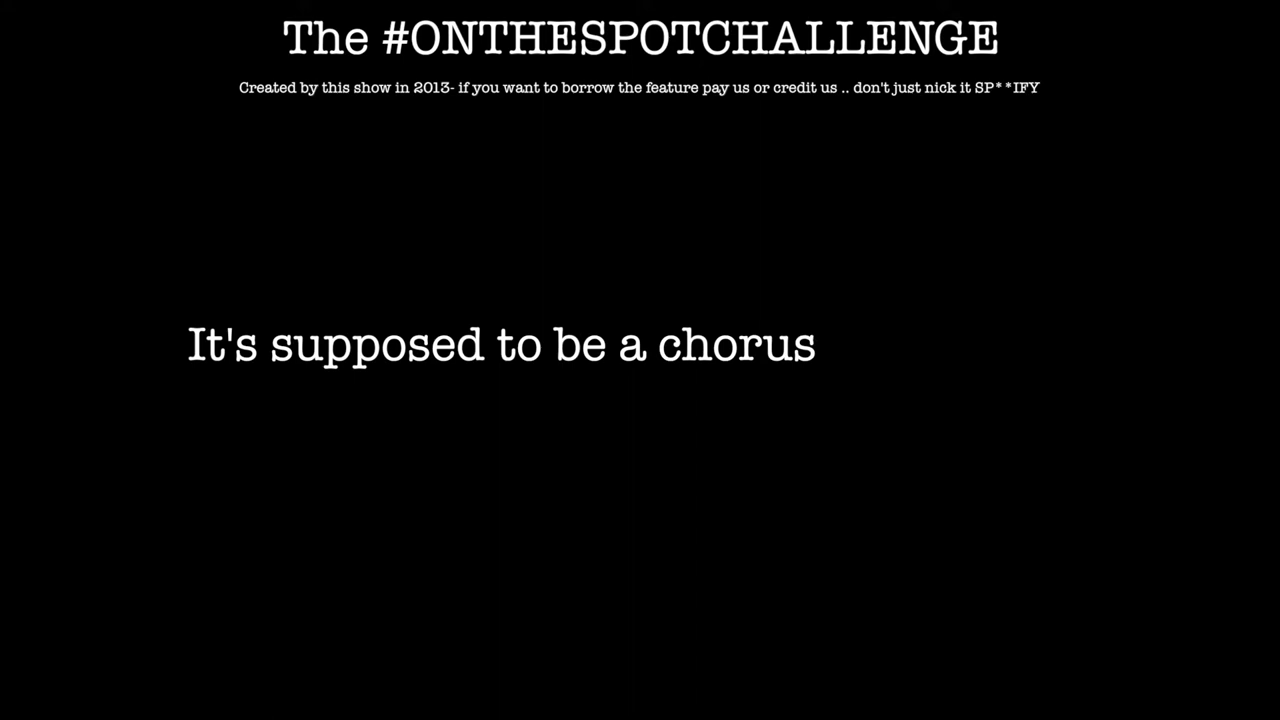 The #ONTHESPOTCHALLENGE
Created by this show in 2013- if you want to borrow the feature pay us or credit us .. don't just nick it SP**IFY
It's supposed to be a chorus